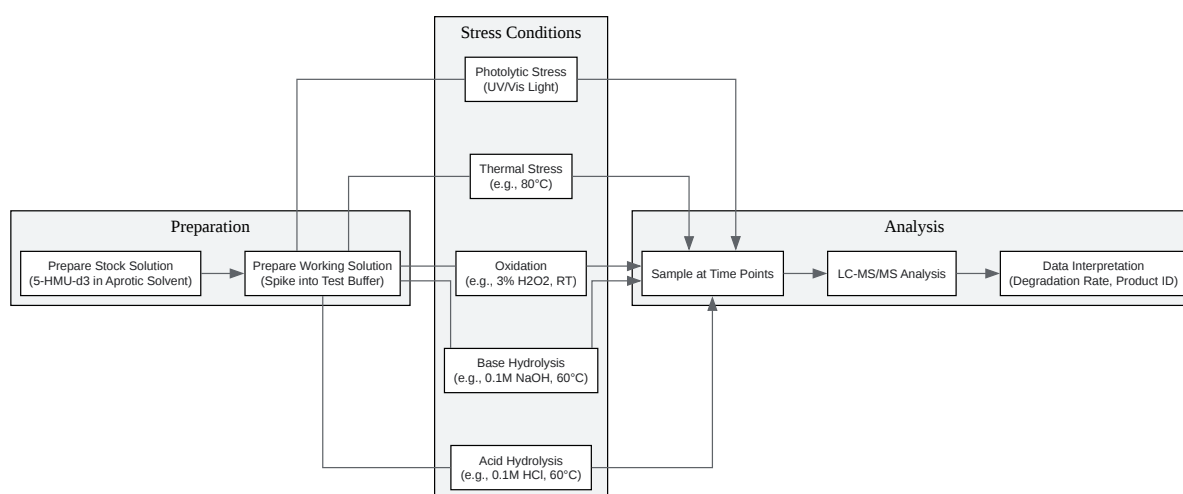 Stress Conditions
Photolytic Stress
(UV/Vis Light)
Thermal Stress
(e.g., 80°C)
Preparation
Prepare Stock Solution
(5-HMU-d3 in Aprotic Solvent)
Prepare Working Solution
(Spike into Test Buffer)
Oxidation
(e.g., 3% H2O2, RT)
Base Hydrolysis
(e.g., 0.1M NaOH, 60°C)
Acid Hydrolysis
(e.g., 0.1M HCl, 60°C)
Analysis
Sample at Time Points
LC-MS/MS Analysis
Data Interpretation
(Degradation Rate, Product ID)